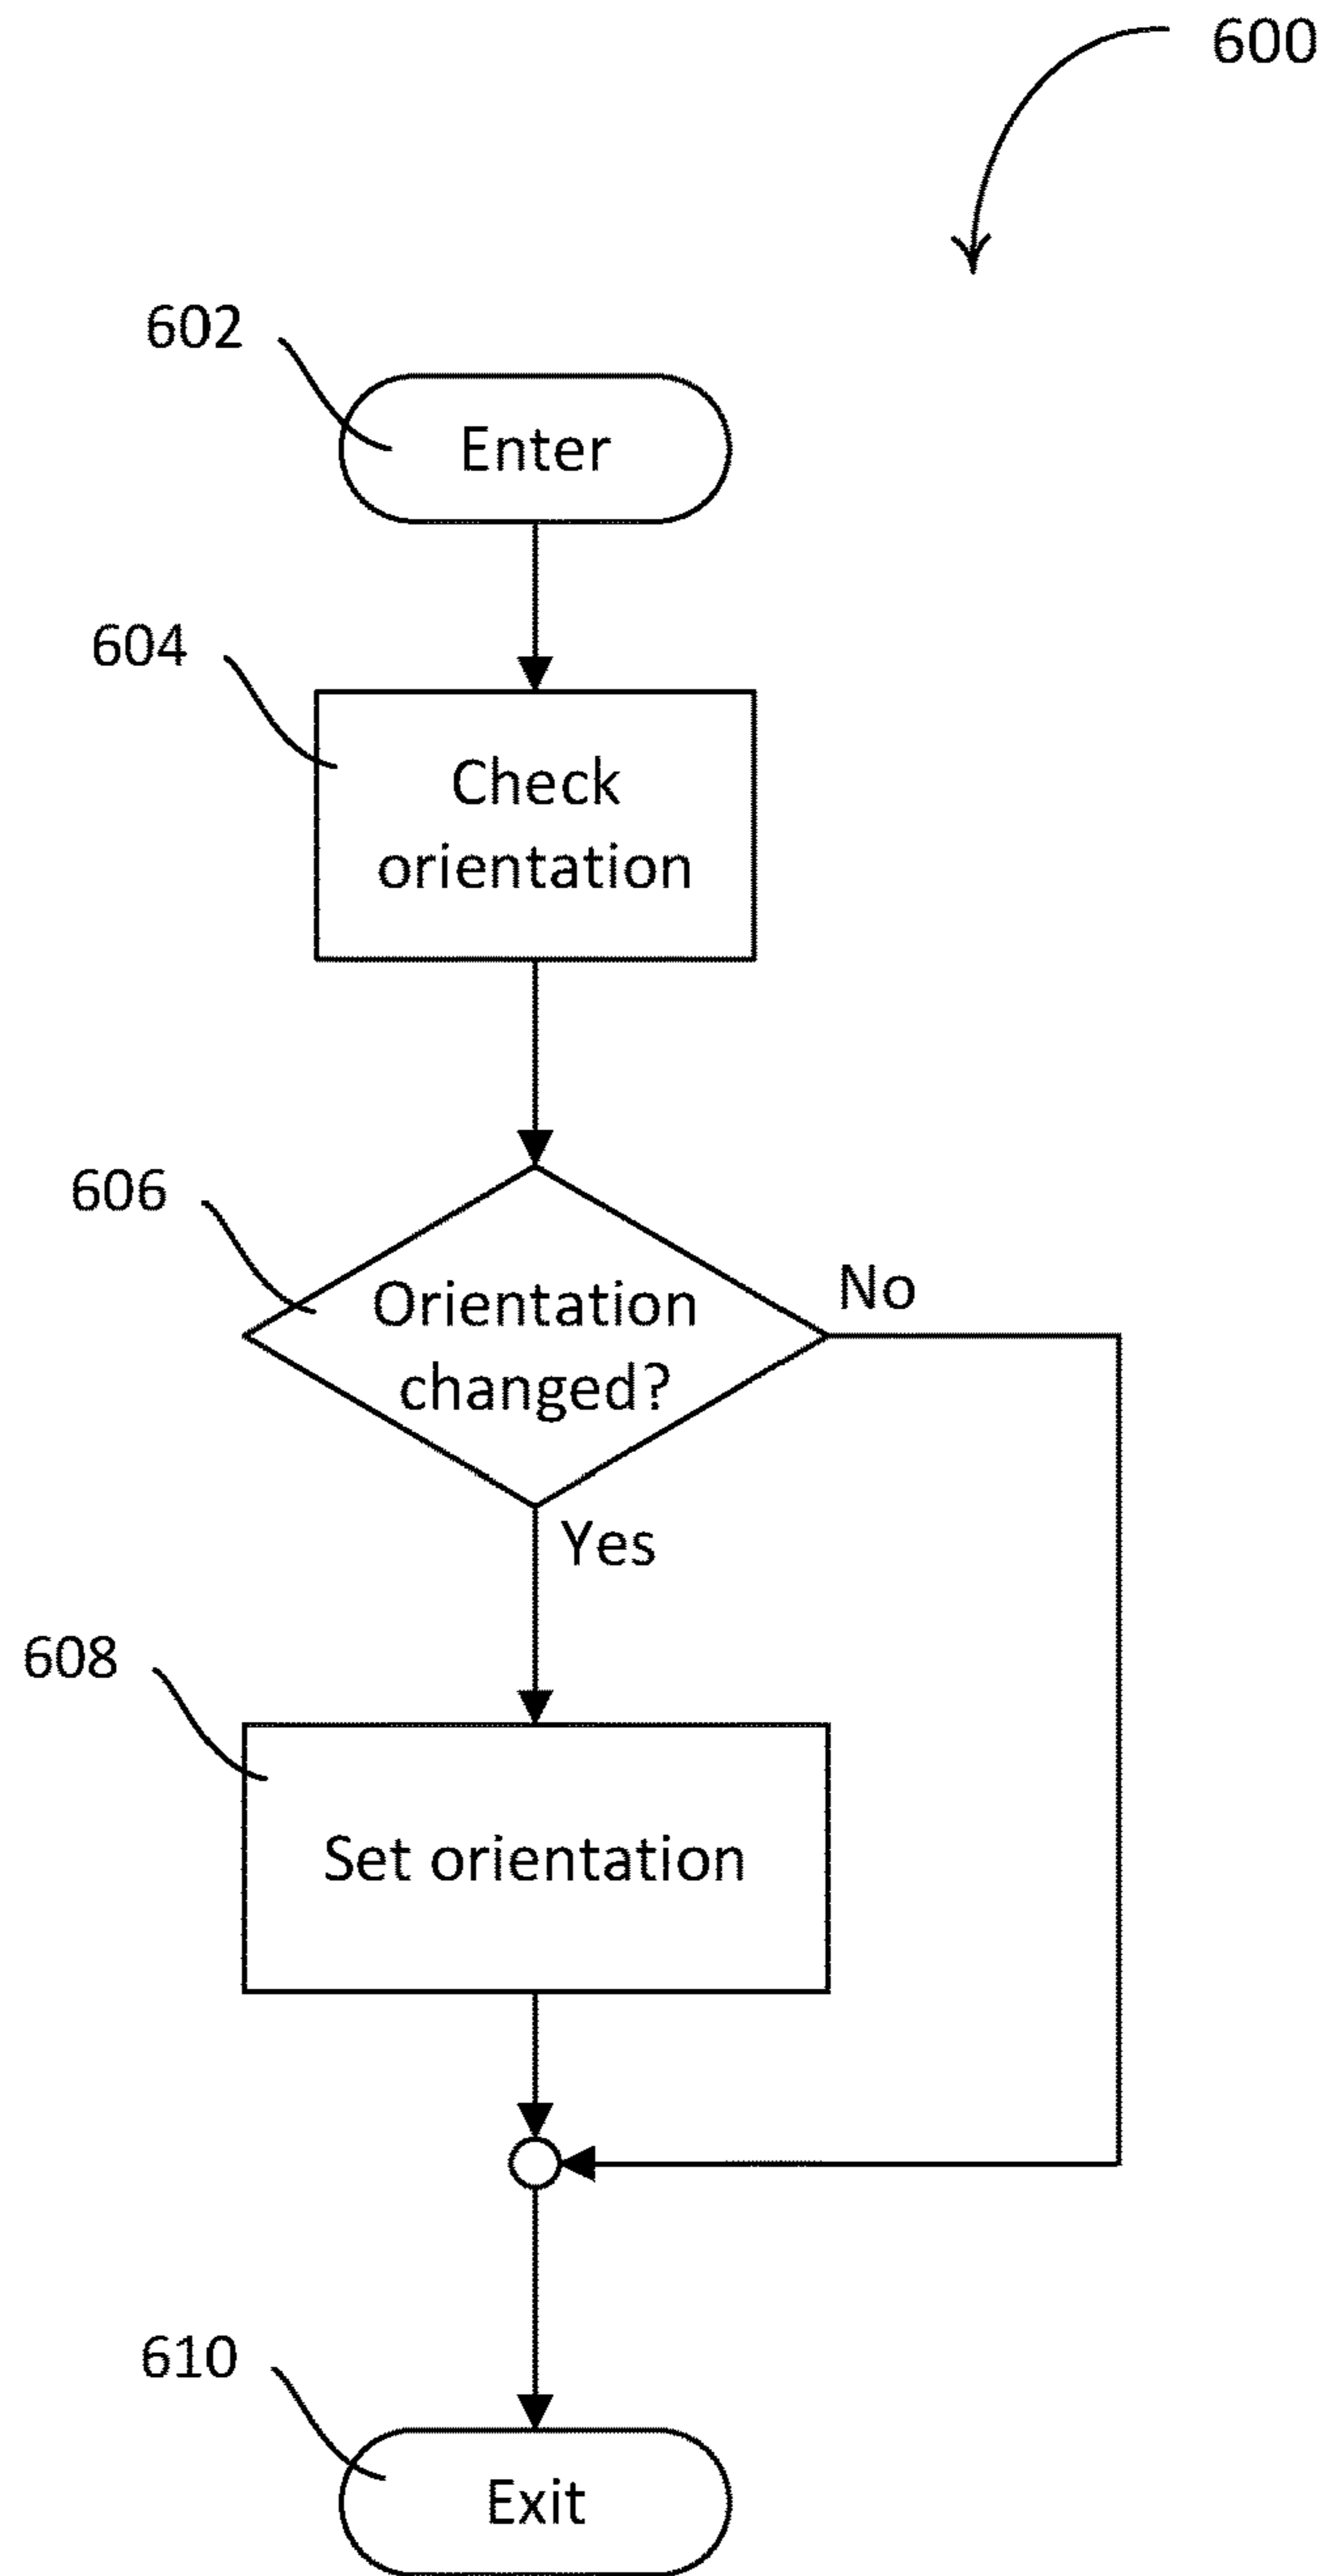 600
602
Enter
604
Check
orientation
606
Orientation
changed?
No
Yes
608
Set orientation
610
Exit